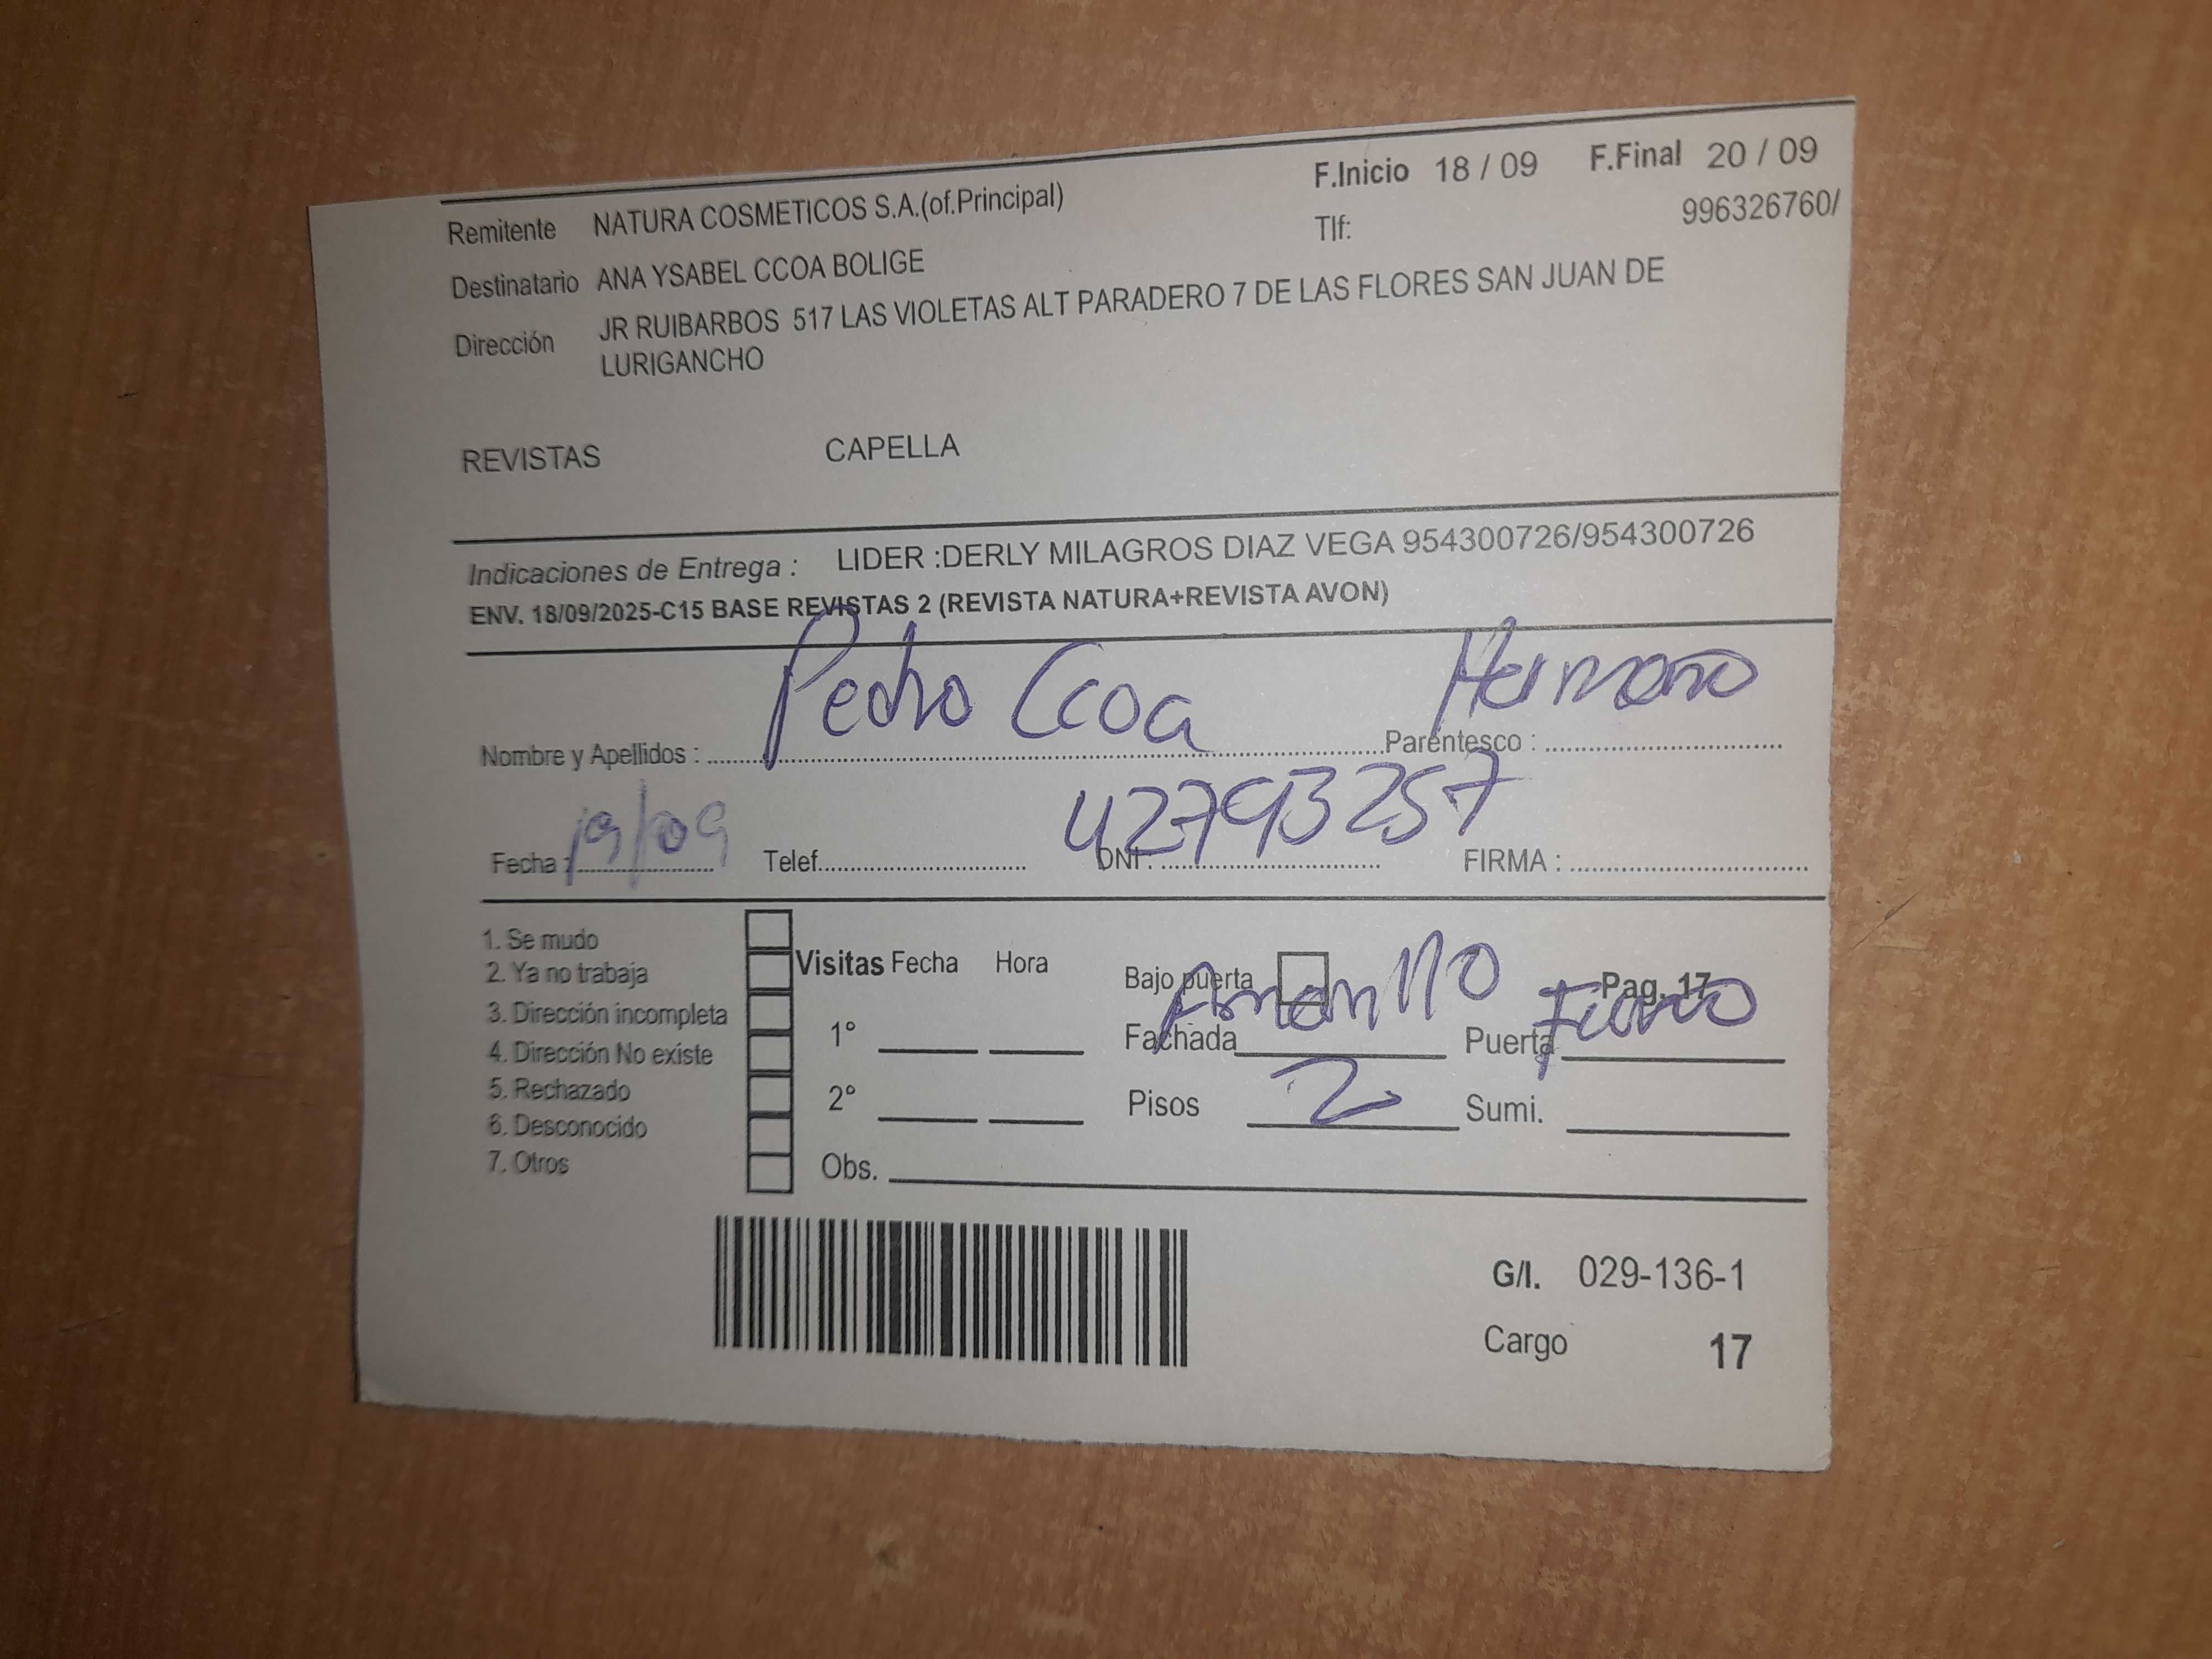 F.Inicio 18 / 09 F.Final 20 / 09
Remitente NATURA COSMETICOS S.A.(of.Principal) Tlf: 996326760/
Destinatario ANA YSABEL CCOA BOLIGE
Dirección JR RUIBARBOS 517 LAS VIOLETAS ALT PARADERO 7 DE LAS FLORES SAN JUAN DE
LURIGANCHO
REVISTAS CAPELLA
Indicaciones de Entrega : LIDER :DERLY MILAGROS DIAZ VEGA 954300726/954300726
ENV. 18/09/2025-C15 BASE REVISTAS 2 (REVISTA NATURA+REVISTA AVON)
Nombre y Apellidos : Pedro Ccoa Parentesco : Hermano
Fecha : 19/09 Telef. DNI : 42793257 FIRMA :
1. Se mudo
2. Ya no trabaja
3. Dirección incompleta
4. Dirección No existe
5. Rechazado
6. Desconocido
7. Otros
Visitas Fecha Hora
1°
2°
Obs.
Bajo puerta Pag. 17
Fachada Amarillo Puerta Fierro
Pisos 2 Sumi.
G/I. 029-136-1
Cargo 17